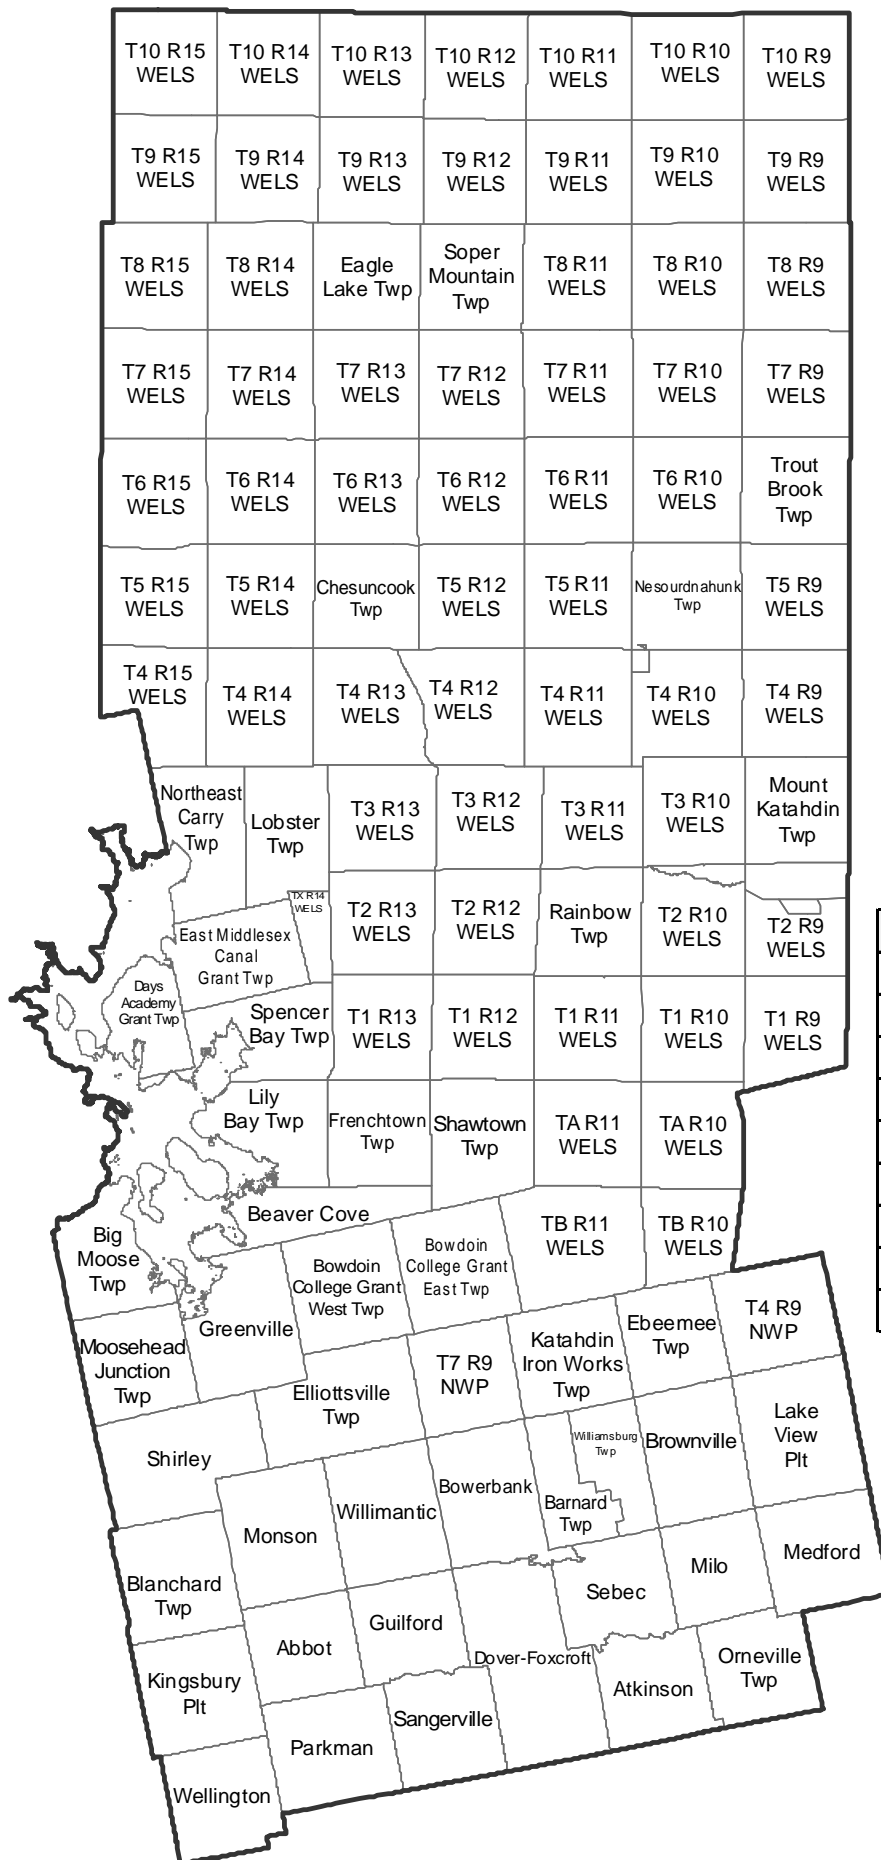 T10 R15
WELS
T10 R14
WELS
T10 R13
WELS
T10 R12
WELS
T10 R11
WELS
T10 R10
WELS
T10 R9
WELS
T9 R15
WELS
T9 R14
WELS
T9 R13
WELS
T9 R12
WELS
T9 R11
WELS
T9 R10
WELS
T9 R9
WELS
T8 R15
WELS
T8 R14
WELS
Eagle
Lake Twp
Soper
Mountain
Twp
T8 R11
WELS
T8 R10
WELS
T8 R9
WELS
T7 R15
WELS
T7 R14
WELS
T7 R13
WELS
T7 R12
WELS
T7 R11
WELS
T7 R10
WELS
T7 R9
WELS
T6 R15
WELS
T6 R14
WELS
T6 R13
WELS
T6 R12
WELS
T6 R11
WELS
T6 R10
WELS
Trout
Brook
Twp
T5 R15
WELS
T5 R14
WELS
Chesuncook
Twp
T5 R12
WELS
T5 R11
WELS
Nesourdnahunk
Twp
T5 R9
WELS
T4 R15
WELS
T4 R14
WELS
T4 R13
WELS
T4 R12
WELS
T4 R11
WELS
T4 R10
WELS
T4 R9
WELS
Northeast
Carry
Twp
Lobster
Twp
T3 R13
WELS
T3 R12
WELS
T3 R11
WELS
T3 R10
WELS
Mount
Katahdin
Twp
TX R14
WELS
T2 R13
WELS
T2 R12
WELS
Rainbow
Twp
T2 R10
WELS
T2 R9
WELS
East Middlesex
Canal
Grant Twp
Days
Academy
Grant Twp
Spencer
Bay Twp
T1 R13
WELS
T1 R12
WELS
T1 R11
WELS
T1 R10
WELS
T1 R9
WELS
Lily
Bay Twp
Frenchtown
Twp
Shawtown
Twp
TA R11
WELS
TA R10
WELS
Beaver Cove
TB R11
WELS
TB R10
WELS
Big
Moose
Twp
Bowdoin
College Grant
West Twp
Bowdoin
College Grant
East Twp
Greenville
Moosehead
Junction
Twp
Elliottsville
Twp
T7 R9
NWP
Katahdin
Iron Works
Twp
Ebeemee
Twp
T4 R9
NWP
Shirley
Williamsburg
Twp
Brownville
Lake
View
Plt
Bowerbank
Barnard
Twp
Willimantic
Monson
Medford
Milo
Sebec
Blanchard
Twp
Guilford
Abbot
Dover-Foxcroft
Orneville
Twp
Atkinson
Kingsbury
Plt
Sangerville
Parkman
Wellington